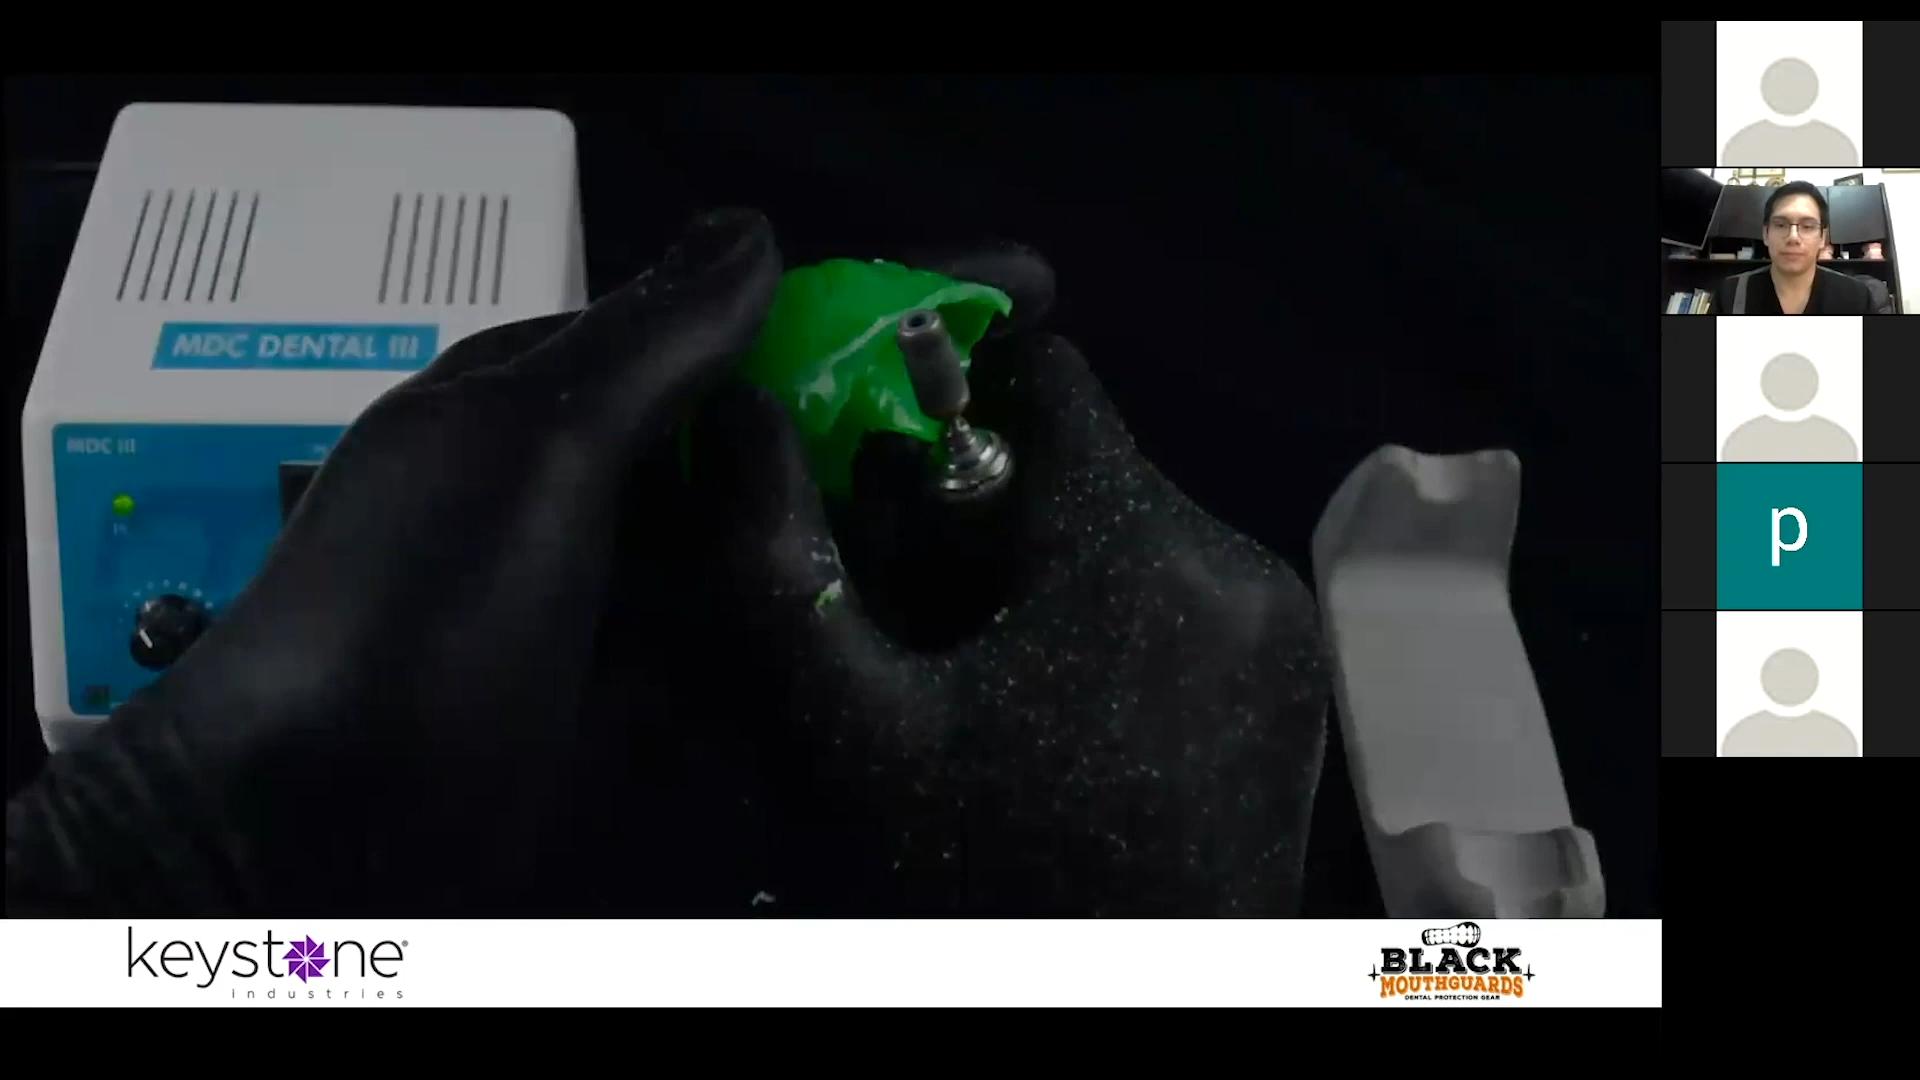 MDC DENTAL III
MDC III
p
keystone
industries
BLACK
MOUTHGUARDS
DENTAL PROTECTION GEAR